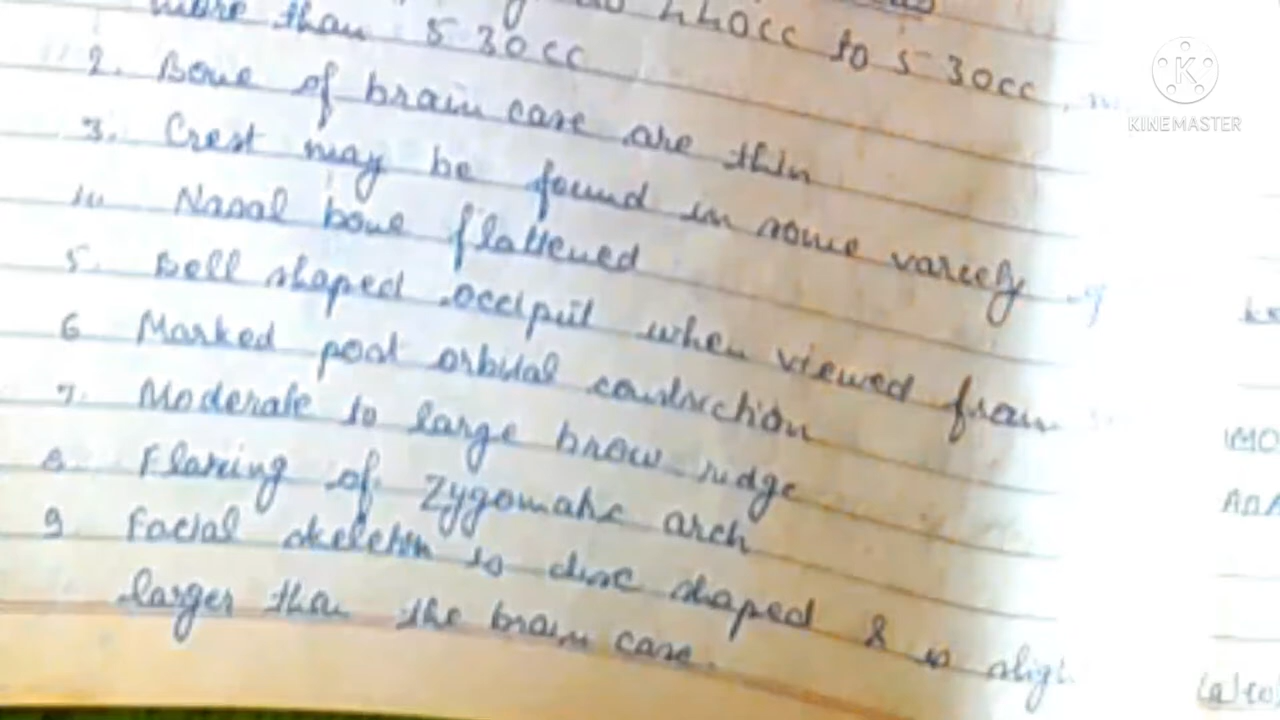 440cc to 530cc
more than 530cc
2. Bone of brain case are thin
3. Crest may be found in some variety
4. Nasal bone flattened
5. Bell shaped occiput when viewed from
6 Marked post orbital constriction
7. Moderate to large brow ridge
8. Flaring of Zygomatic arch
9 Facial skeleton is disc shaped & is
larger than the brain case.
KINEMASTER